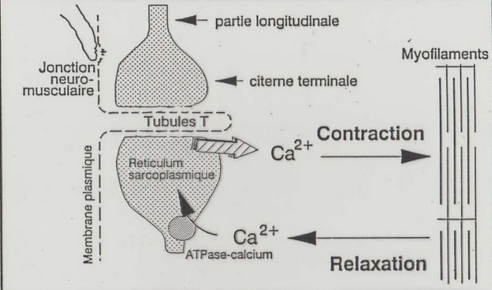 partie longitudinale
Myofilaments
Jonction
neuro-
musculaire
citerne terminale
Tubules T
Contraction
Ca2+
Reticulum
sarcoplasmique
Membrane plasmique
Ca2+
ATPase-calcium
Relaxation